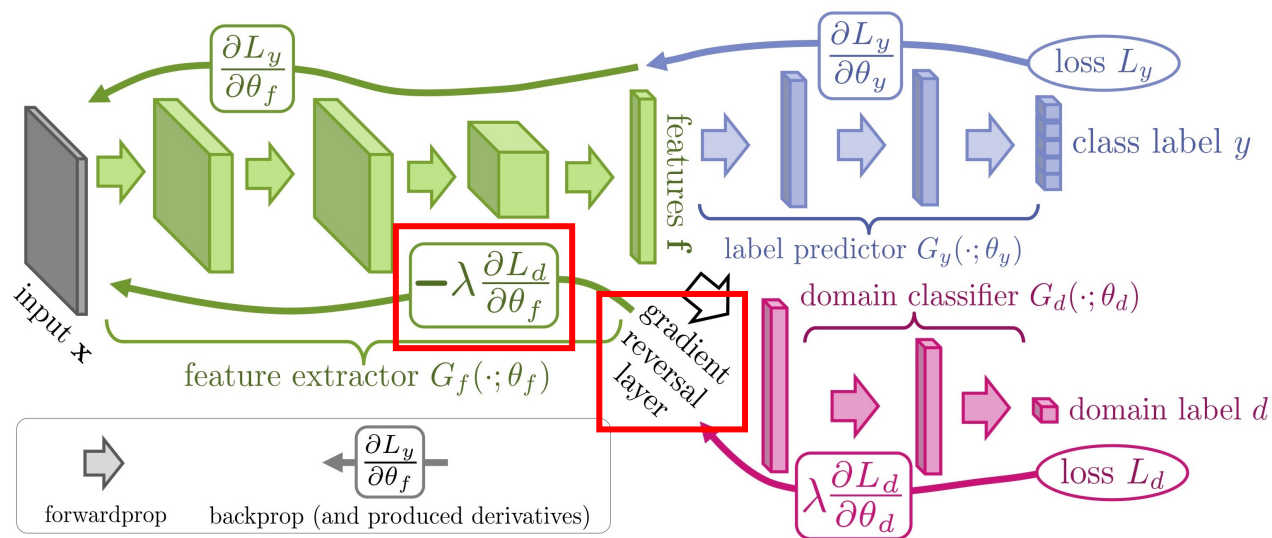 ∂L_y/∂θ_f
∂L_y/∂θ_y
loss L_y
features f
class label y
label predictor G_y(·; θ_y)
input x
−λ ∂L_d/∂θ_f
feature extractor G_f(·; θ_f)
gradient
reversal
layer
domain classifier G_d(·; θ_d)
domain label d
λ ∂L_d/∂θ_d
loss L_d
∂L_y/∂θ_f
forwardprop
backprop (and produced derivatives)